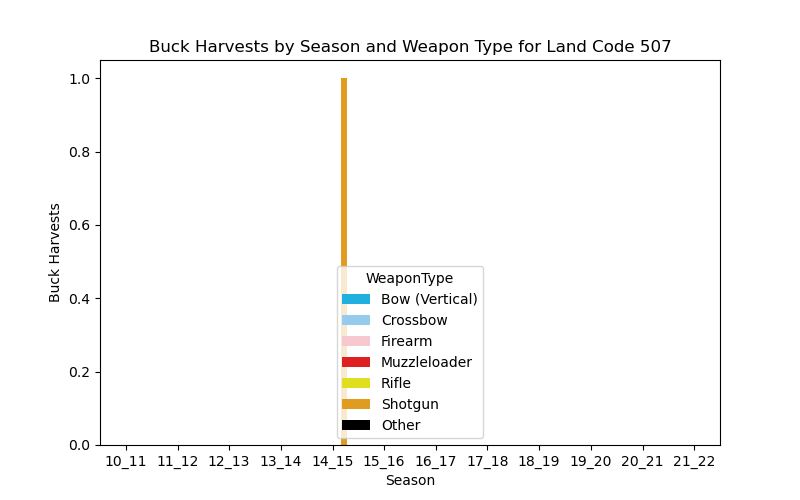 Buck Harvests by Season and Weapon Type for Land Code 507
1.0
0.8
0.6
0.4
0.2
0.0
Buck Harvests
WeaponType
Bow (Vertical)
Crossbow
Firearm
Muzzleloader
Rifle
Shotgun
Other
10_11 11_12 12_13 13_14 14_15 15_16 16_17 17_18 18_19 19_20 20_21 21_22
Season